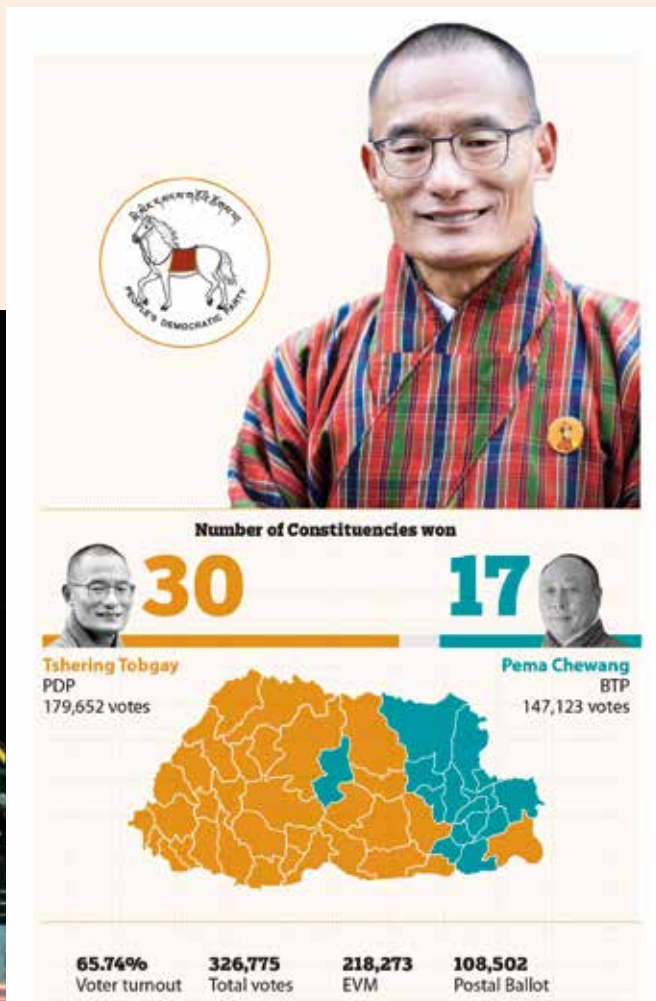 PEOPLE'S DEMOCRATIC PARTY
Number of Constituencies won
30
17
Tshering Tobgay
PDP
179,652 votes
Pema Chewang
BTP
147,123 votes
65.74%
Voter turnout
326,775
Total votes
218,273
EVM
108,502
Postal Ballot